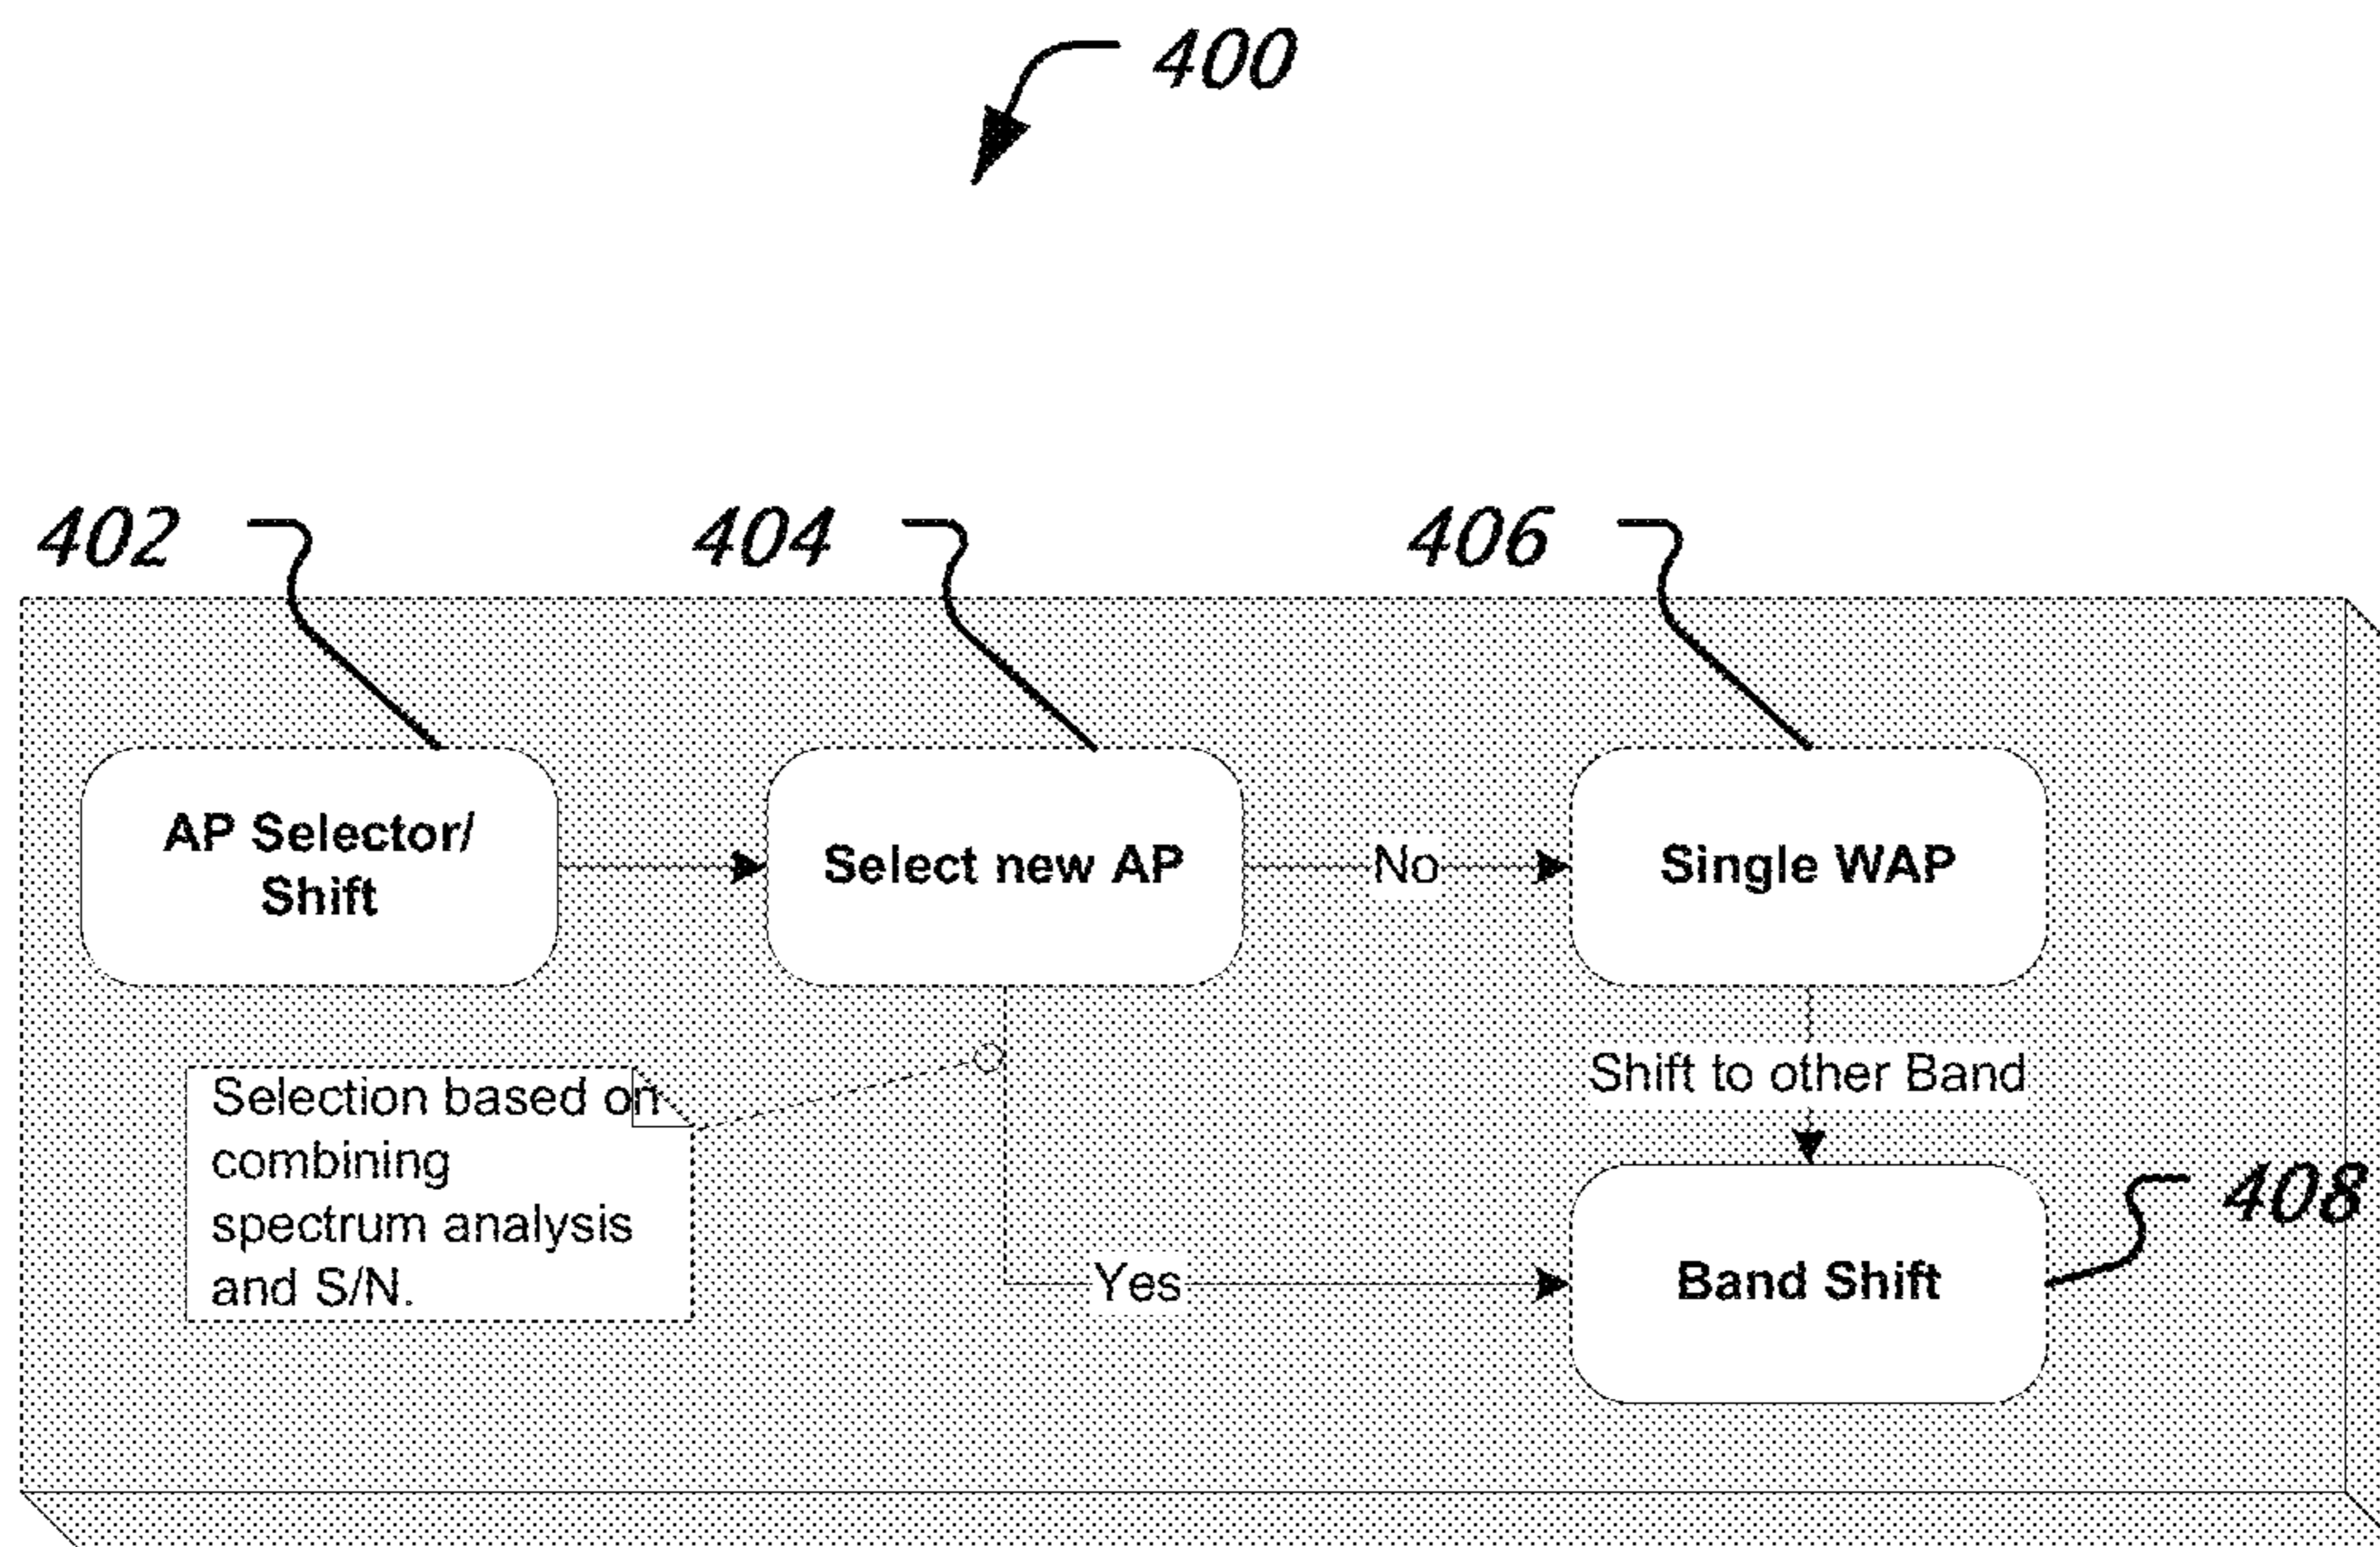 400
402
404
406
AP Selector/
Shift
Select new AP
No
Single WAP
Selection based on
combining
spectrum analysis
and S/N.
Shift to other Band
408
Yes
Band Shift